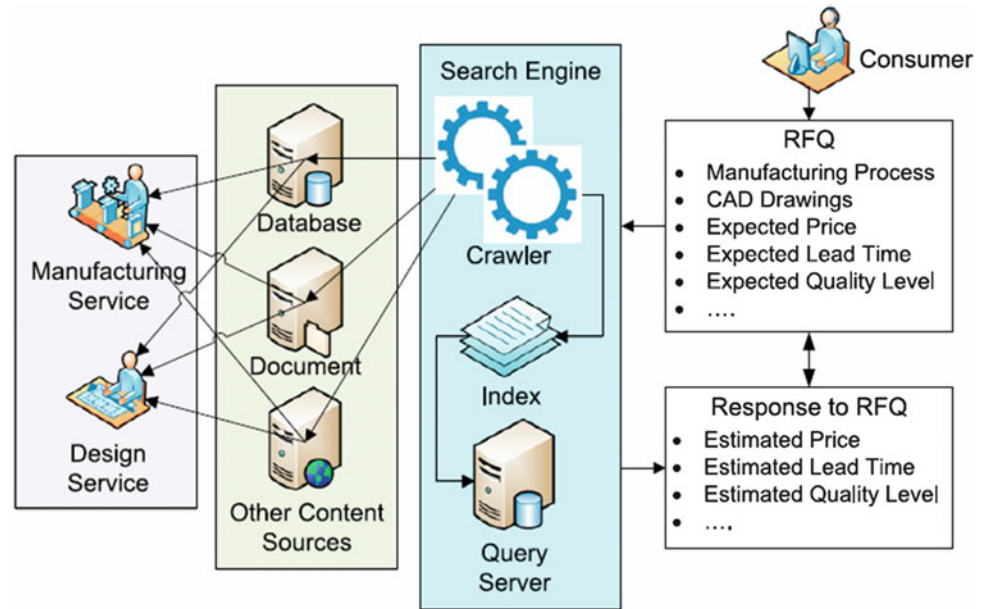 Manufacturing
Service
Design
Service
Database
Document
Other Content
Sources
Search Engine
Crawler
Index
Query
Server
Consumer
RFQ
• Manufacturing Process
• CAD Drawings
• Expected Price
• Expected Lead Time
• Expected Quality Level
• ….
Response to RFQ
• Estimated Price
• Estimated Lead Time
• Estimated Quality Level
• ….